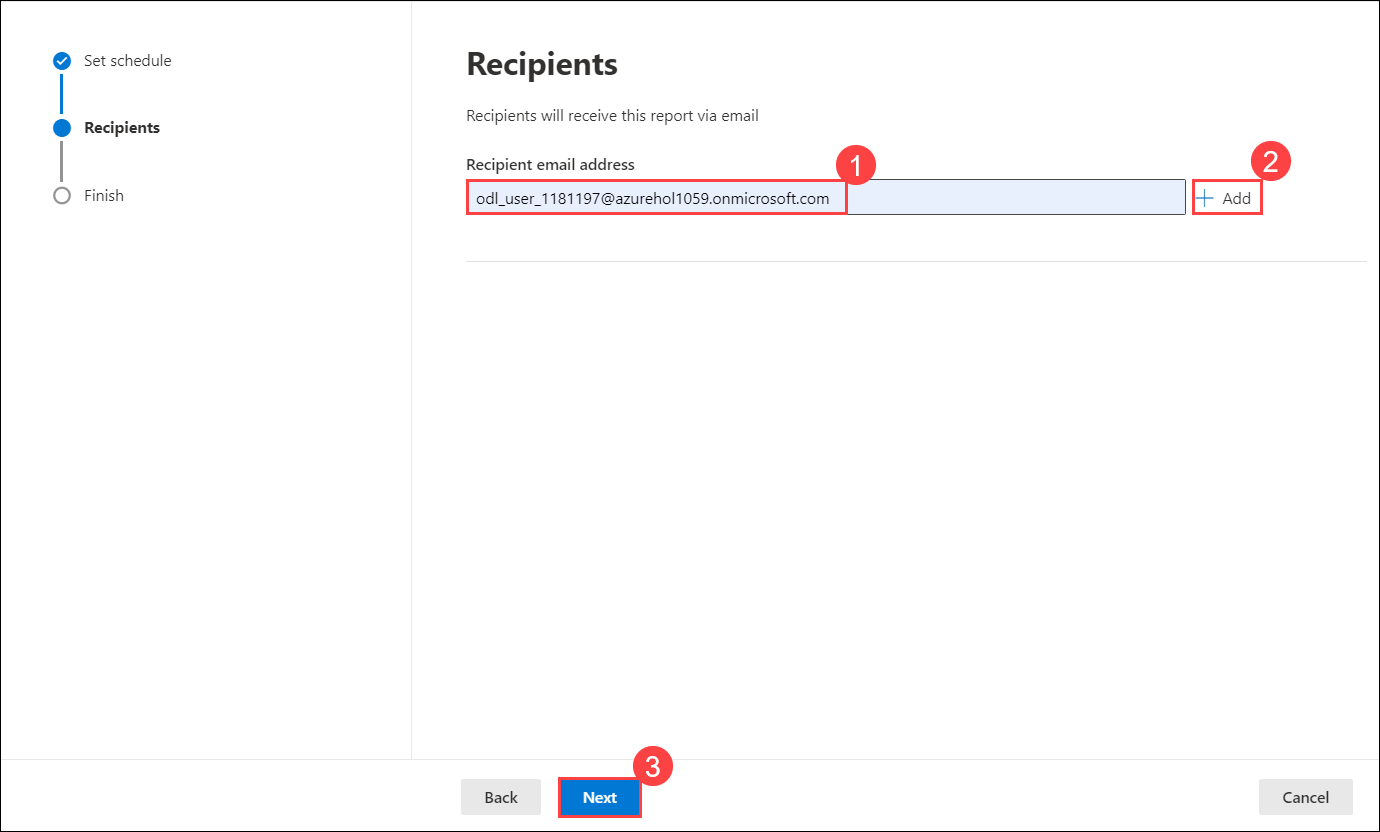 Set schedule
Recipients
Finish
Recipients
Recipients will receive this report via email
Recipient email address
1
2
odl_user_1181197@azurehol1059.onmicrosoft.com
+ Add
3
Back
Next
Cancel